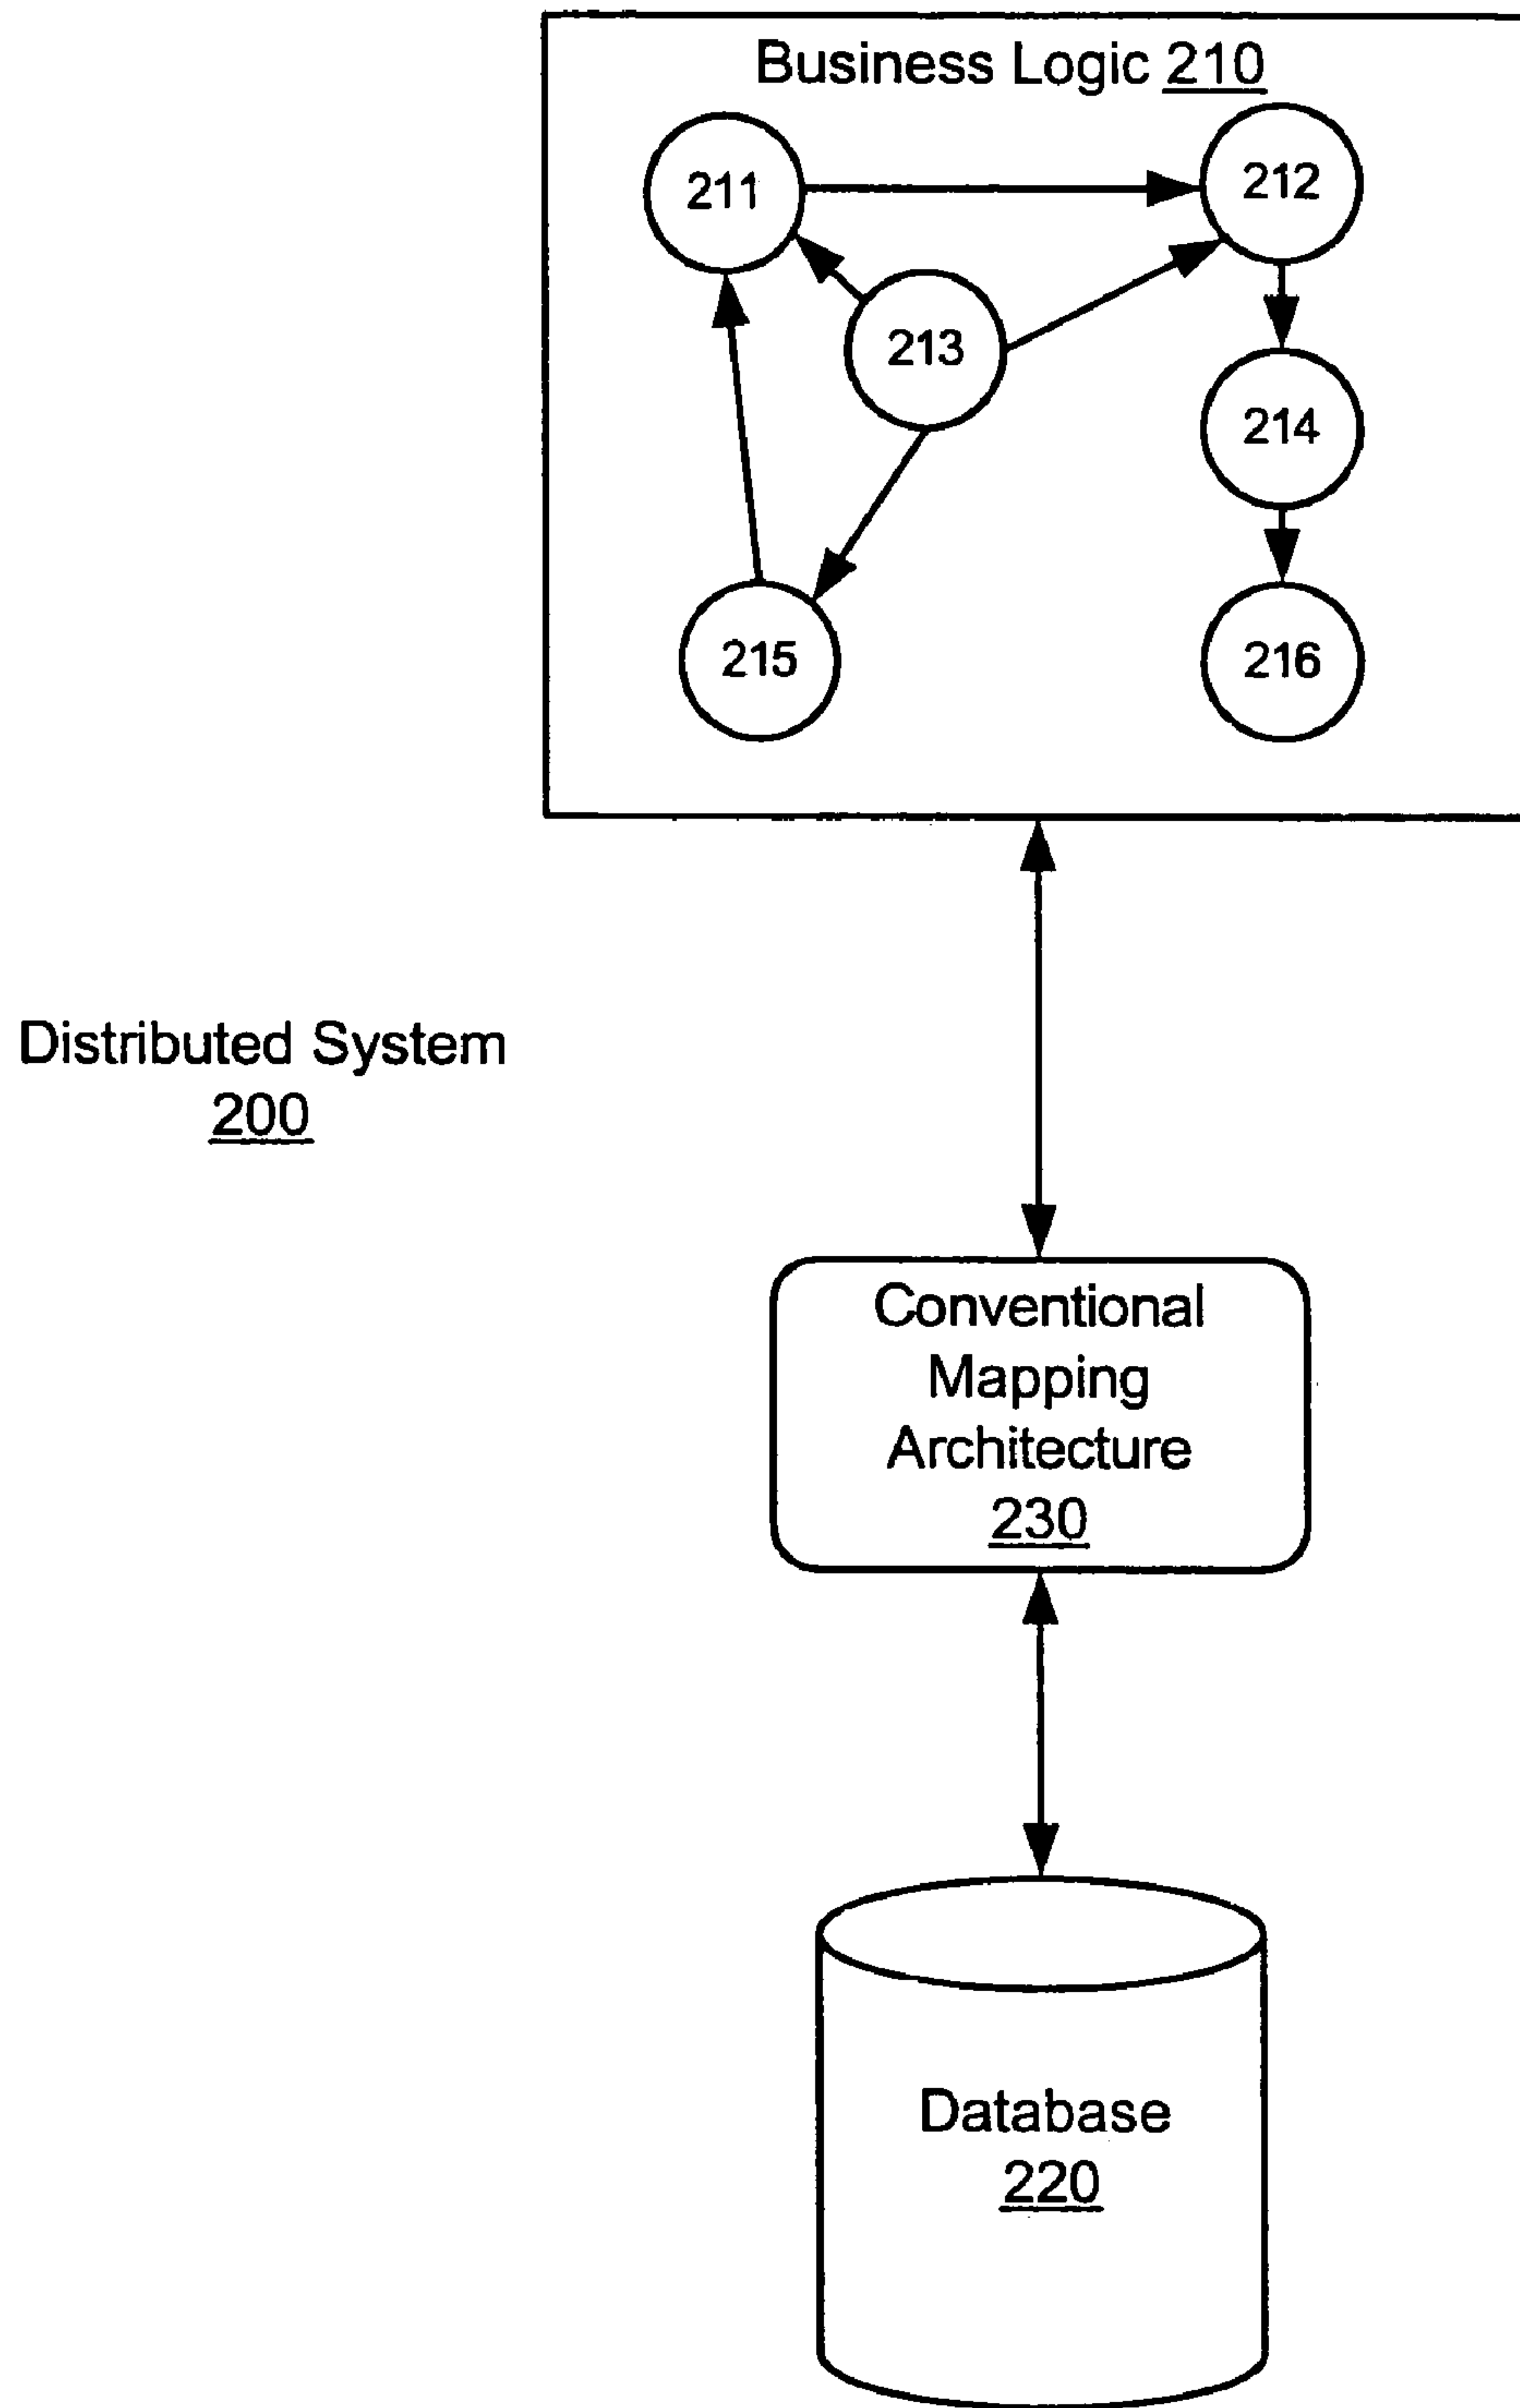 Business Logic 210
211
212
213
214
215
216
Distributed System
200
Conventional
Mapping
Architecture
230
Database
220